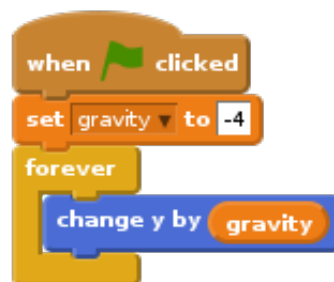 when clicked
set gravity to -4
forever
change y by gravity